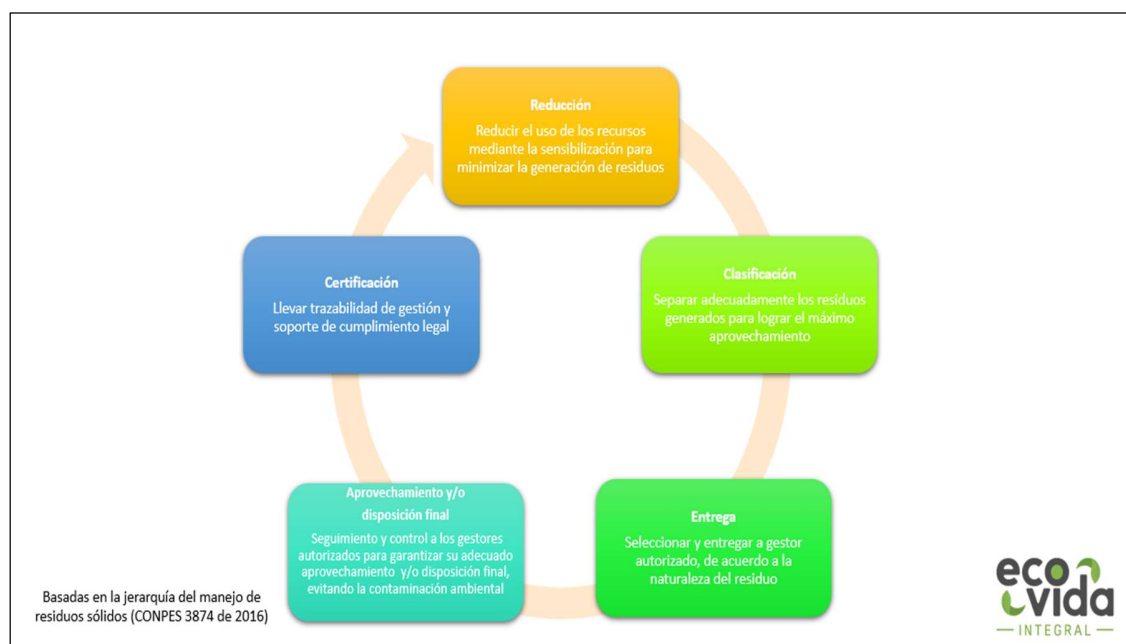 Reducción
Reducir el uso de los recursos
mediante la sensibilización para
minimizar la generación de residuos
Clasificación
Separar adecuadamente los residuos
generados para lograr el máximo
aprovechamiento
Entrega
Seleccionar y entregar a gestor
autorizado, de acuerdo a la
naturaleza del residuo
Aprovechamiento y/o
disposición final
Seguimiento y control a los gestores
autorizados para garantizar su adecuado
aprovechamiento y/o disposición final,
evitando la contaminación ambiental
Certificación
Llevar trazabilidad de gestión y
soporte de cumplimiento legal
Basadas en la jerarquía del manejo de
residuos sólidos (CONPES 3874 de 2016)
eco
vida
INTEGRAL